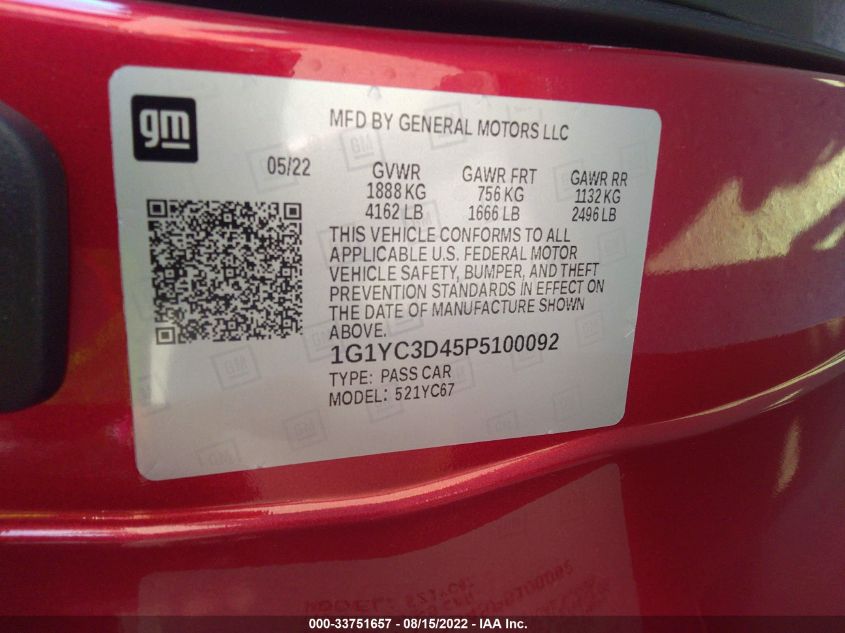 gm
MFD BY GENERAL MOTORS LLC
05/22 GVWR GAWR FRT GAWR RR
1888 KG 756 KG 1132 KG
4162 LB 1666 LB 2496 LB
THIS VEHICLE CONFORMS TO ALL
APPLICABLE U.S. FEDERAL MOTOR
VEHICLE SAFETY, BUMPER, AND THEFT
PREVENTION STANDARDS IN EFFECT ON
THE DATE OF MANUFACTURE SHOWN
ABOVE.
1G1YC3D45P5100092
TYPE: PASS CAR
MODEL: 521YC67
000-33751657 - 08/15/2022 - IAA Inc.